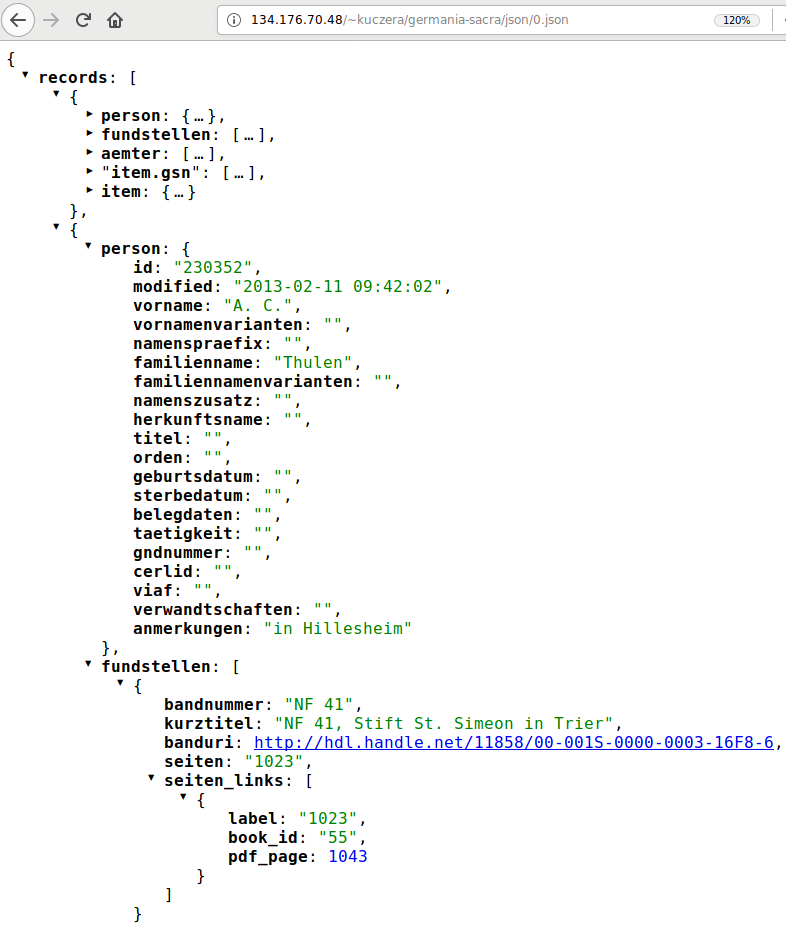 134.176.70.48/~kuczera/germania-sacra/json/0.json 120%
{
records: [
{
person: {…},
fundstellen: […],
aemter: […],
"item.gsn": […],
item: {…}
},
{
person: {
id: "230352",
modified: "2013-02-11 09:42:02",
vorname: "A. C.",
vornamenvarianten: "",
namenspraefix: "",
familienname: "Thulen",
familiennamenvarianten: "",
namenszusatz: "",
herkunftsname: "",
titel: "",
orden: "",
geburtsdatum: "",
sterbedatum: "",
belegdaten: "",
taetigkeit: "",
gndnummer: "",
cerlid: "",
viaf: "",
verwandtschaften: "",
anmerkungen: "in Hillesheim"
},
fundstellen: [
{
bandnummer: "NF 41",
kurztitel: "NF 41, Stift St. Simeon in Trier",
banduri: http://hdl.handle.net/11858/00-001S-0000-0003-16F8-6,
seiten: "1023",
seiten_links: [
{
label: "1023",
book_id: "55",
pdf_page: 1043
}
]
}